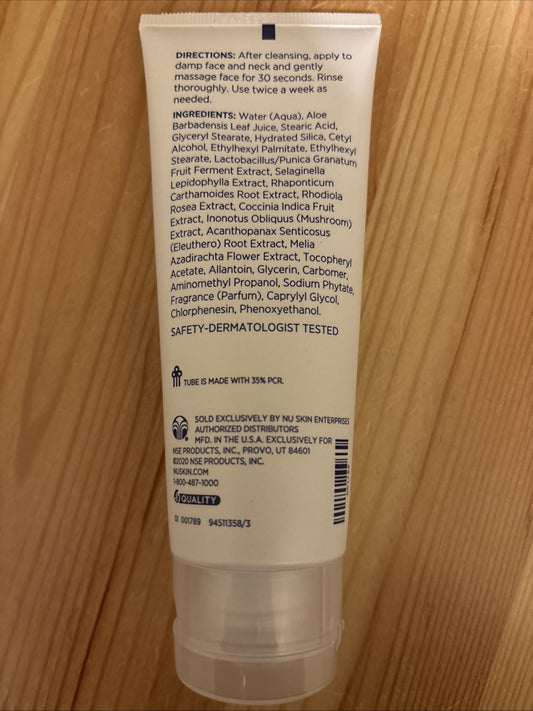 DIRECTIONS: After cleansing, apply to
damp face and neck and gently
massage face for 30 seconds. Rinse
thoroughly. Use twice a week as
needed.
INGREDIENTS: Water (Aqua), Aloe
Barbadensis Leaf Juice, Stearic Acid,
Glyceryl Stearate, Hydrated Silica, Cetyl
Alcohol, Ethylhexyl Palmitate, Ethylhexyl
Stearate, Lactobacillus/Punica Granatum
Fruit Ferment Extract, Selaginella
Lepidophylla Extract, Rhaponticum
Carthamoides Root Extract, Rhodiola
Rosea Extract, Coccinia Indica Fruit
Extract, Inonotus Obliquus (Mushroom)
Extract, Acanthopanax Senticosus
(Eleuthero) Root Extract, Melia
Azadirachta Flower Extract, Tocopheryl
Acetate, Allantoin, Glycerin, Carbomer,
Aminomethyl Propanol, Sodium Phytate,
Fragrance (Parfum), Caprylyl Glycol,
Chlorphenesin, Phenoxyethanol.
SAFETY-DERMATOLOGIST TESTED
TUBE IS MADE WITH 35% PCR.
SOLD EXCLUSIVELY BY NU SKIN ENTERPRISES
AUTHORIZED DISTRIBUTORS
MFD. IN THE U.S.A. EXCLUSIVELY FOR
NSE PRODUCTS, INC., PROVO, UT 84601
©2020 NSE PRODUCTS, INC.
NUSKIN.COM
1-800-487-1000
6 QUALITY
01 001789 94511358/3